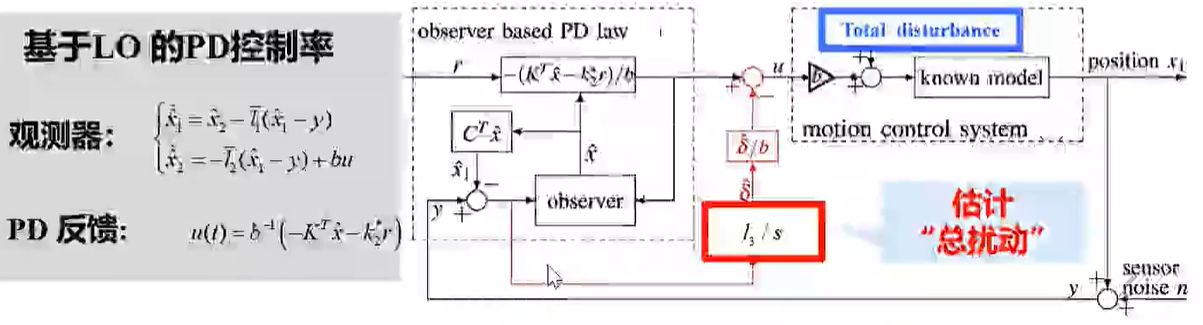 基于LO 的PD控制率
观测器:
$\begin{cases} \dot{\hat{x}}_1 = \hat{x}_2 - \bar{l}_1(\hat{x}_1 - y) \\ \dot{\hat{x}}_2 = -\bar{l}_2(\hat{x}_1 - y) + bu \end{cases}$
PD 反馈:
$u(t) = b^{-1}(-K^T\hat{x} - k_2^* r)$
observer based PD law
r
$-(K^T\hat{x} - k_2^* r)/b$
$C^T\hat{x}$
$\hat{x}_1$
$\hat{x}$
−
+
y
observer
+
−
u
$\hat{\delta}/b$
$\hat{\delta}$
$l_3/s$
Total disturbance
b
+
+
known model
motion control system
position $x_1$
估计
“总扰动”
sensor
noise n
+
+
y